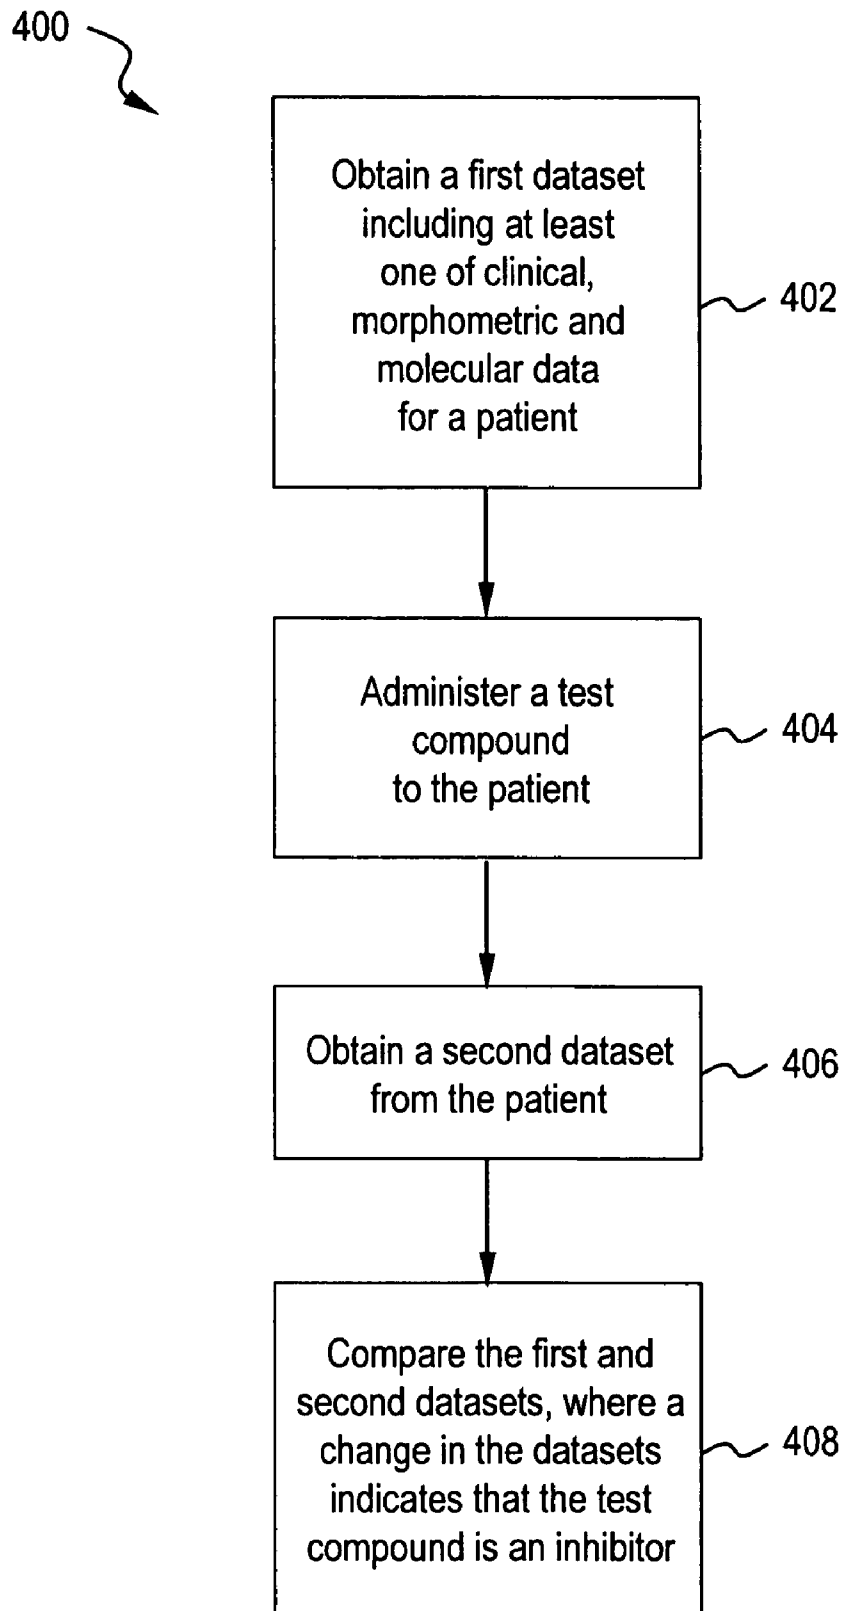 400
Obtain a first dataset
including at least
one of clinical,
morphometric and
molecular data
for a patient
402
Administer a test
compound
to the patient
404
Obtain a second dataset
from the patient
406
Compare the first and
second datasets, where a
change in the datasets
indicates that the test
compound is an inhibitor
408